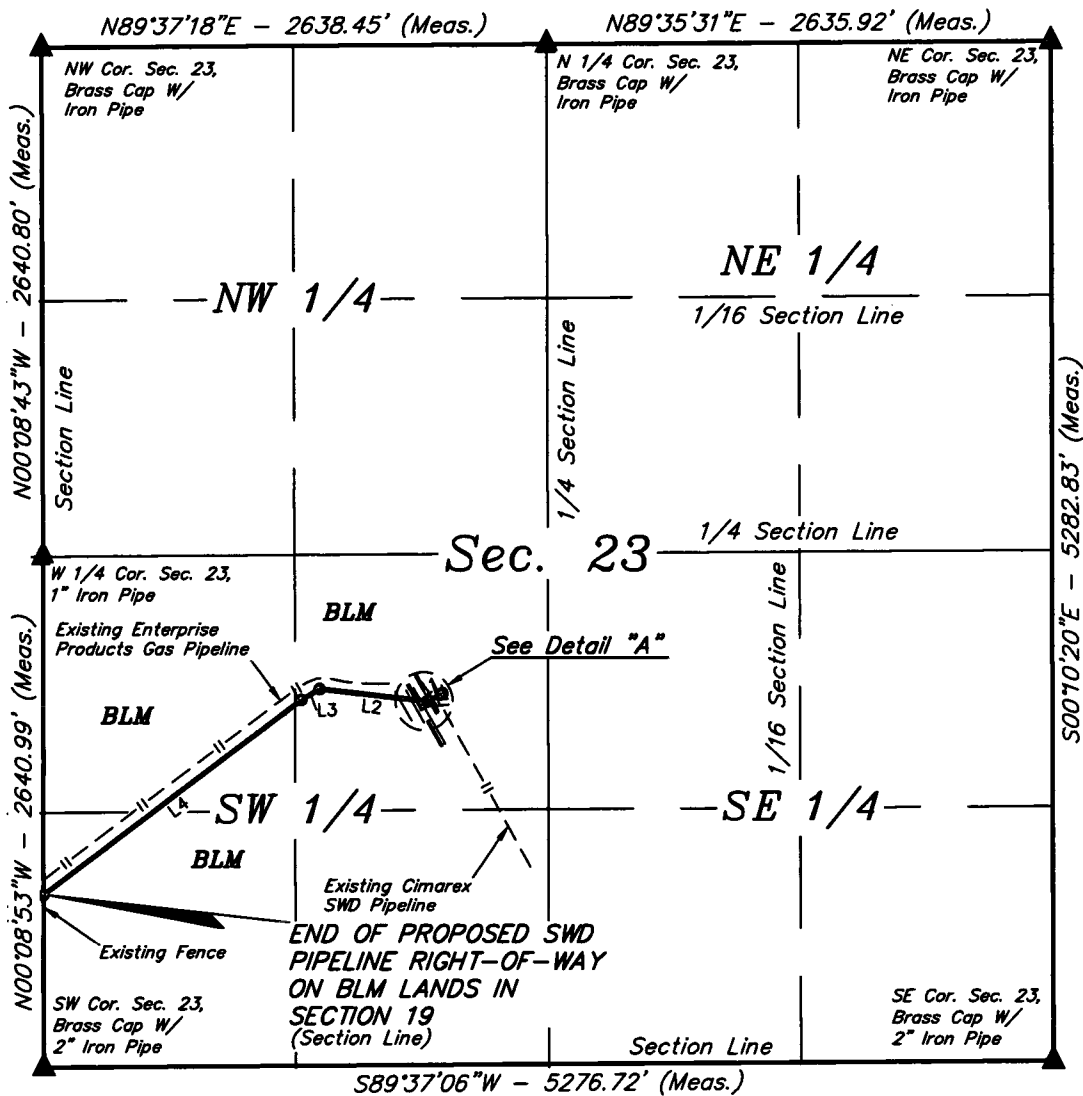 N89°37'18"E - 2638.45' (Meas.)
N89°35'31"E - 2635.92' (Meas.)
NW Cor. Sec. 23,
Brass Cap W/
Iron Pipe
N 1/4 Cor. Sec. 23,
Brass Cap W/
Iron Pipe
NE Cor. Sec. 23,
Brass Cap W/
Iron Pipe
N00°08'43"W - 2640.80' (Meas.)
Section Line
NW 1/4
NE 1/4
1/16 Section Line
1/4 Section Line
S00°10'20"E - 5282.83' (Meas.)
1/4 Section Line
Sec. 23
W 1/4 Cor. Sec. 23,
1" Iron Pipe
BLM
Existing Enterprise
Products Gas Pipeline
See Detail "A"
1/16 Section Line
N00°08'53"W - 2640.99' (Meas.)
BLM
L3
L2
L4
SW 1/4
SE 1/4
BLM
Existing Cimarex
SWD Pipeline
Existing Fence
END OF PROPOSED SWD
PIPELINE RIGHT-OF-WAY
ON BLM LANDS IN
SECTION 19
(Section Line)
SW Cor. Sec. 23,
Brass Cap W/
2" Iron Pipe
SE Cor. Sec. 23,
Brass Cap W/
2" Iron Pipe
Section Line
S89°37'06"W - 5276.72' (Meas.)